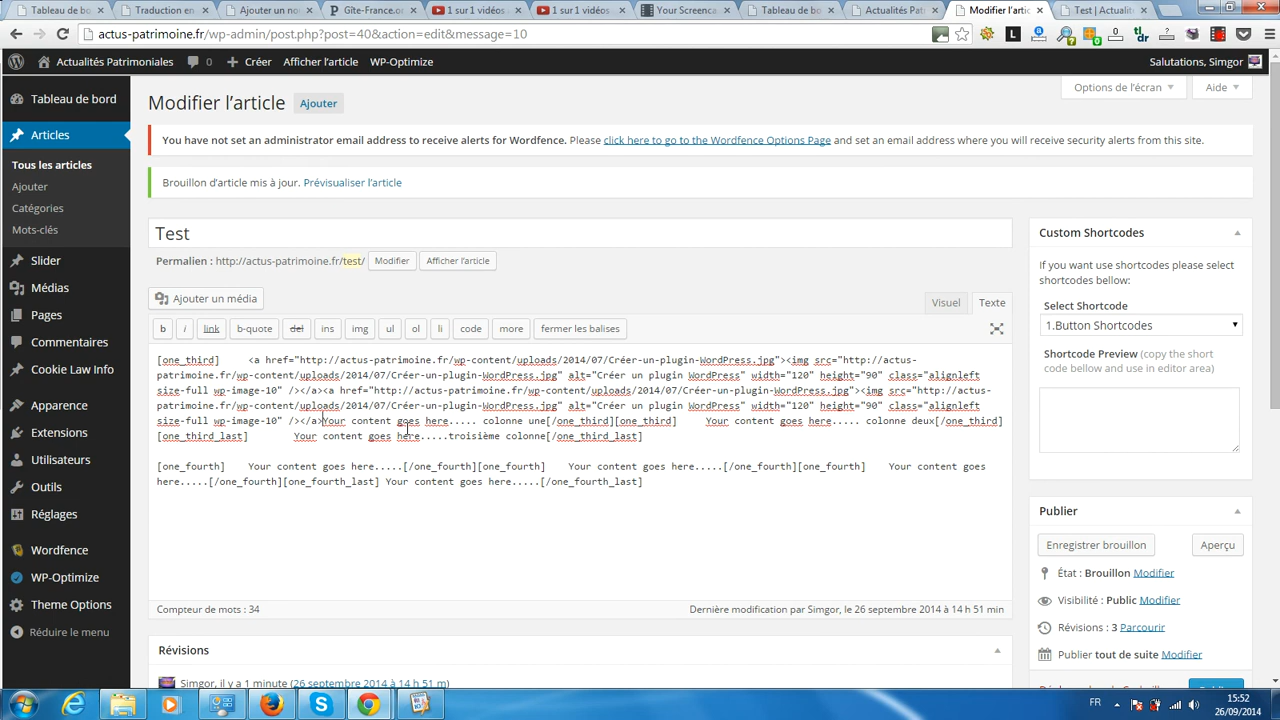 Tableau de bord
Traduction en
Ajouter un nou
Gîte-France.or
1 sur 1 vidéos
1 sur 1 vidéos
Your Screenca
Tableau de bo
Actualités Patr
Modifier l'artic
Test | Actualité
actus-patrimoine.fr/wp-admin/post.php?post=40&action=edit&message=10
Actualités Patrimoniales 0 Créer Afficher l'article WP-Optimize Salutations, Simgor
Options de l'écran Aide
Tableau de bord
Articles
Tous les articles
Ajouter
Catégories
Mots-clés
Slider
Médias
Pages
Commentaires
Cookie Law Info
Apparence
Extensions
Utilisateurs
Outils
Réglages
Wordfence
WP-Optimize
Theme Options
Réduire le menu
Modifier l'article Ajouter
You have not set an administrator email address to receive alerts for Wordfence. Please click here to go to the Wordfence Options Page and set an email address where you will receive security alerts from this site.
Brouillon d'article mis à jour. Prévisualiser l'article
Test
Permalien : http://actus-patrimoine.fr/test/ Modifier Afficher l'article
Ajouter un média
Visuel Texte
b i link b-quote del ins img ul ol li code more fermer les balises
[one_third] <a href="http://actus-patrimoine.fr/wp-content/uploads/2014/07/Créer-un-plugin-WordPress.jpg"><img src="http://actus-
patrimoine.fr/wp-content/uploads/2014/07/Créer-un-plugin-WordPress.jpg" alt="Créer un plugin WordPress" width="120" height="90" class="alignleft
size-full wp-image-10" /></a><a href="http://actus-patrimoine.fr/wp-content/uploads/2014/07/Créer-un-plugin-WordPress.jpg"><img src="http://actus-
patrimoine.fr/wp-content/uploads/2014/07/Créer-un-plugin-WordPress.jpg" alt="Créer un plugin WordPress" width="120" height="90" class="alignleft
size-full wp-image-10" /></a>Your content goes here..... colonne une[/one_third][one_third] Your content goes here..... colonne deux[/one_third]
[one_third_last] Your content goes here.....troisième colonne[/one_third_last]
[one_fourth] Your content goes here.....[/one_fourth][one_fourth] Your content goes here.....[/one_fourth][one_fourth] Your content goes
here.....[/one_fourth][one_fourth_last] Your content goes here.....[/one_fourth_last]
Compteur de mots : 34 Dernière modification par Simgor, le 26 septembre 2014 à 14 h 51 min
Révisions
Simgor, il y a 1 minute (26 septembre 2014 à 14 h 51 m)
Custom Shortcodes
If you want use shortcodes please select
shortcodes bellow:
Select Shortcode
1.Button Shortcodes
Shortcode Preview (copy the short
code bellow and use in editor area)
Publier
Enregistrer brouillon Aperçu
État : Brouillon Modifier
Visibilité : Public Modifier
Révisions : 3 Parcourir
Publier tout de suite Modifier
FR
15:52
26/09/2014